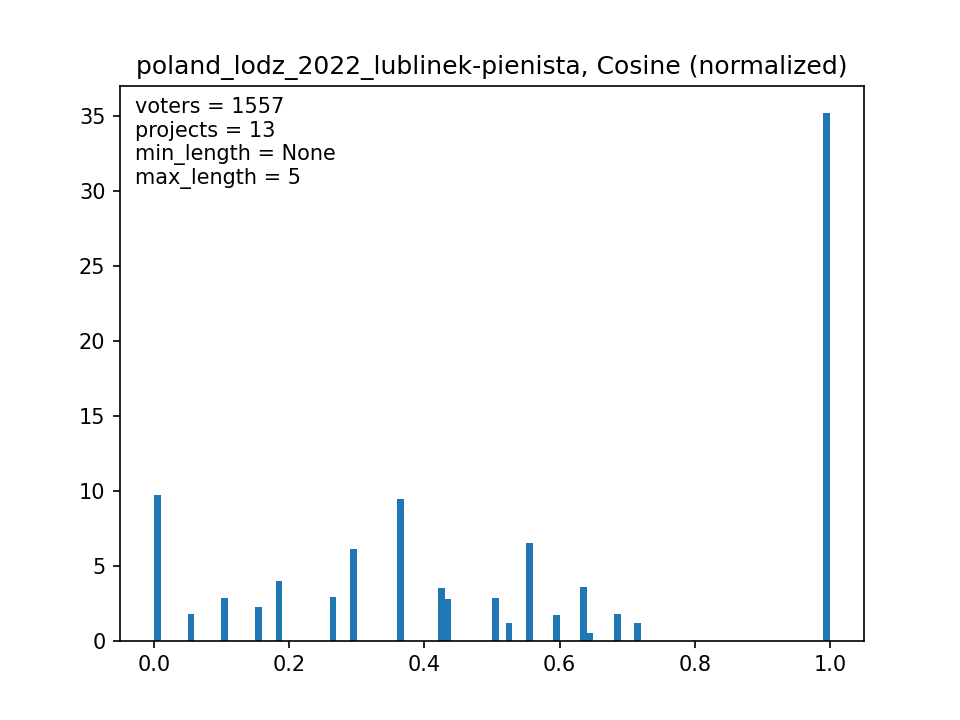 poland_lodz_2022_lublinek-pienista, Cosine (normalized)
voters = 1557
projects = 13
min_length = None
max_length = 5
35
30
25
20
15
10
5
0
0.0 0.2 0.4 0.6 0.8 1.0